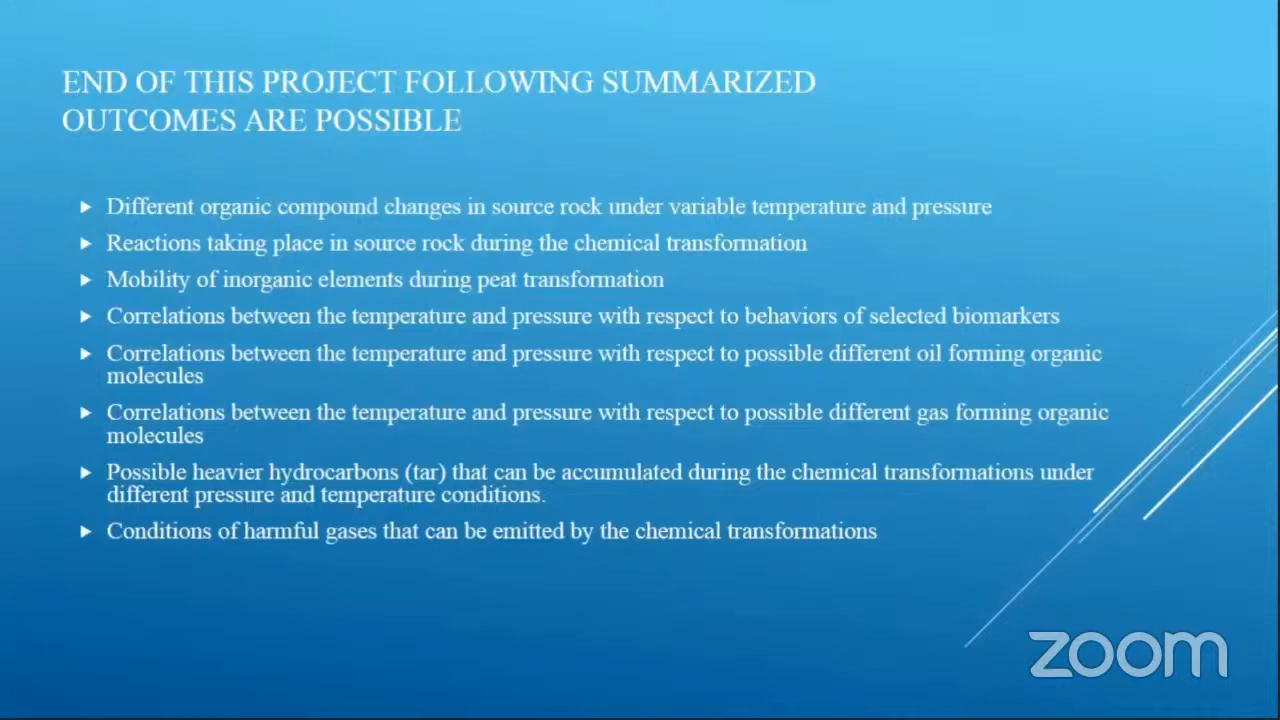 END OF THIS PROJECT FOLLOWING SUMMARIZED
OUTCOMES ARE POSSIBLE
Different organic compound changes in source rock under variable temperature and pressure
Reactions taking place in source rock during the chemical transformation
Mobility of inorganic elements during peat transformation
Correlations between the temperature and pressure with respect to behaviors of selected biomarkers
Correlations between the temperature and pressure with respect to possible different oil forming organic
molecules
Correlations between the temperature and pressure with respect to possible different gas forming organic
molecules
Possible heavier hydrocarbons (tar) that can be accumulated during the chemical transformations under
different pressure and temperature conditions.
Conditions of harmful gases that can be emitted by the chemical transformations
zoom